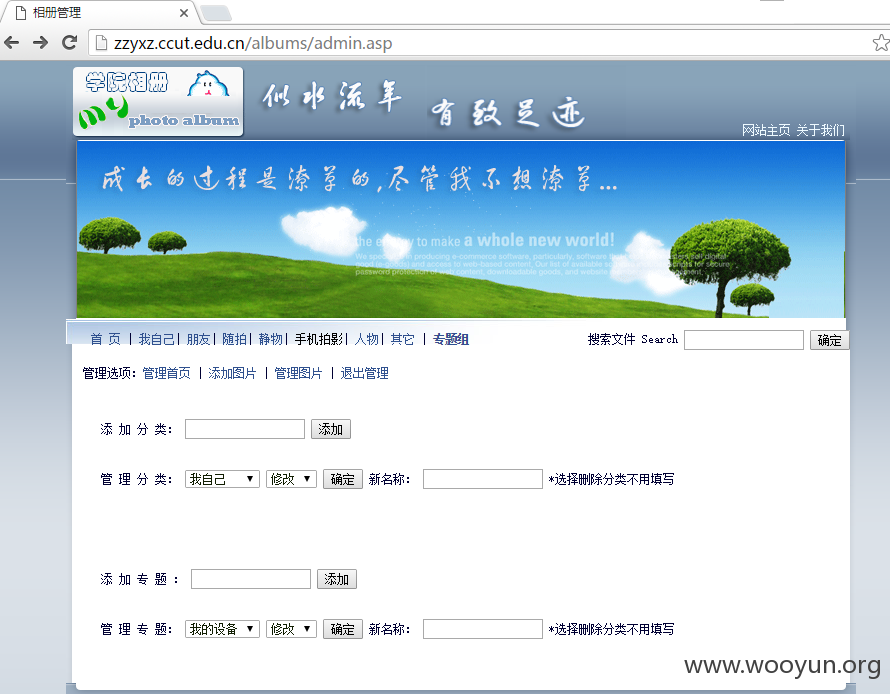 相册管理
zzyxz.ccut.edu.cn/albums/admin.asp
学院相册
my photo album
似水流年
有致足迹
网站主页 关于我们
成长的过程是潦草的,尽管我不想潦草...
to make a whole new world!
首 页 | 我自己 | 朋友 | 随拍 | 静物 | 手机拍影 | 人物 | 其它 | 专题组
搜索文件 Search 确定
管理选项: 管理首页 | 添加图片 | 管理图片 | 退出管理
添 加 分 类: 添加
管 理 分 类: 我自己 修改 确定 新名称: *选择删除分类不用填写
添 加 专 题 : 添加
管 理 专 题: 我的设备 修改 确定 新名称: *选择删除分类不用填写
www.wooyun.org